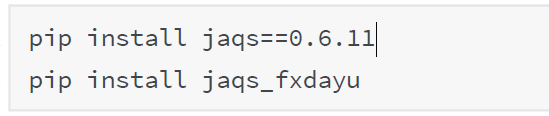 pip install jaqs==0.6.11
pip install jaqs_fxdayu